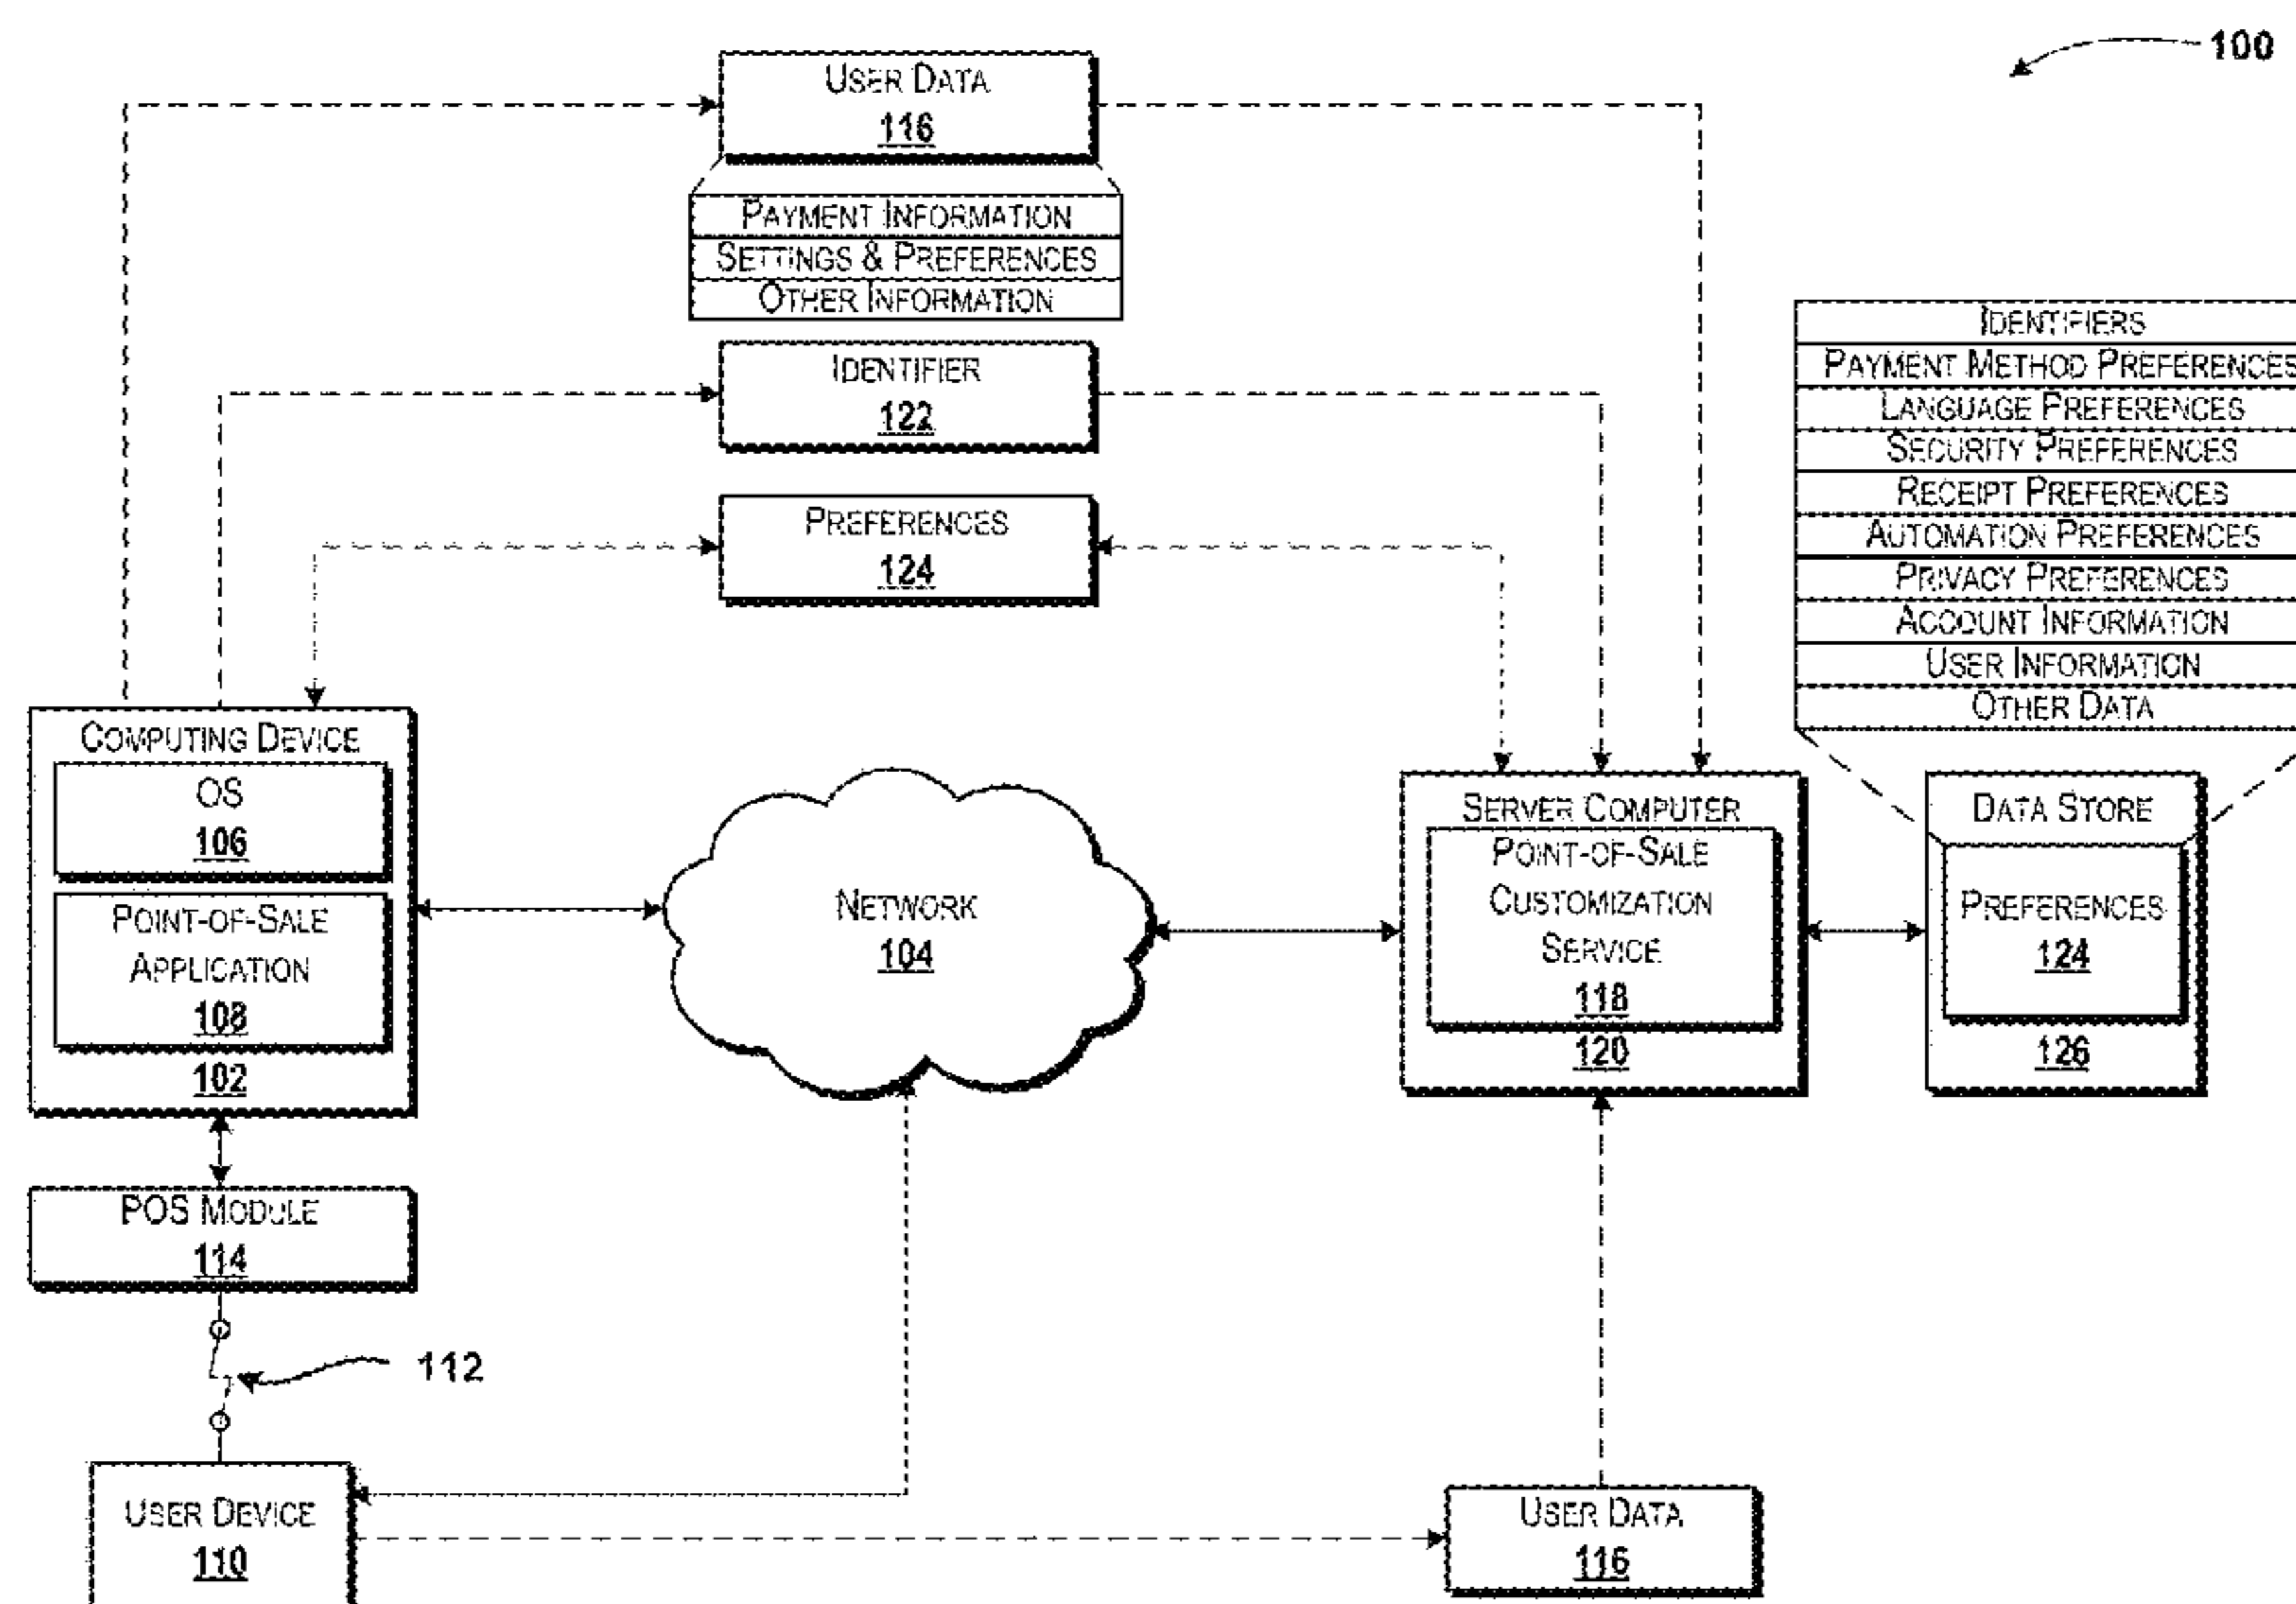 100
USER DATA
116
PAYMENT INFORMATION
SETTINGS & PREFERENCES
OTHER INFORMATION
IDENTIFIER
122
PREFERENCES
124
IDENTIFIERS
PAYMENT METHOD PREFERENCES
LANGUAGE PREFERENCES
SECURITY PREFERENCES
RECEIPT PREFERENCES
AUTOMATION PREFERENCES
PRIVACY PREFERENCES
ACCOUNT INFORMATION
USER INFORMATION
OTHER DATA
COMPUTING DEVICE
OS
106
POINT-OF-SALE
APPLICATION
108
102
NETWORK
104
SERVER COMPUTER
POINT-OF-SALE
CUSTOMIZATION
SERVICE
118
120
DATA STORE
PREFERENCES
124
126
POS MODULE
114
112
USER DEVICE
110
USER DATA
116